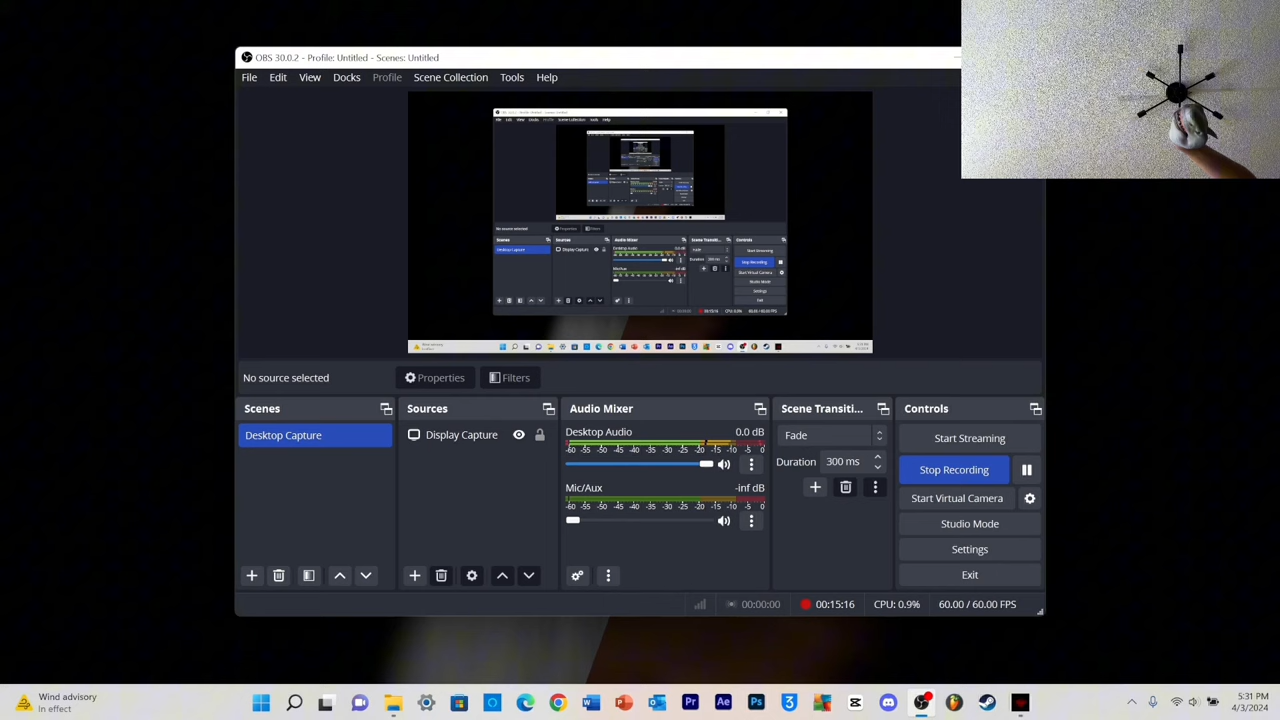 OBS 30.0.2 - Profile: Untitled - Scenes: Untitled
File Edit View Docks Profile Scene Collection Tools Help
No source selected Properties Filters
Scenes Sources Audio Mixer Scene Transiti... Controls
Desktop Capture
Display Capture
Desktop Audio 0.0 dB
-60 -55 -50 -45 -40 -35 -30 -25 -20 -15 -10 -5 0
Mic/Aux -inf dB
-60 -55 -50 -45 -40 -35 -30 -25 -20 -15 -10 -5 0
Fade
Duration 300 ms
Start Streaming
Stop Recording
Start Virtual Camera
Studio Mode
Settings
Exit
00:00:00 00:15:16 CPU: 0.9% 60.00 / 60.00 FPS
Wind advisory
In effect
5:31 PM
4/3/2024